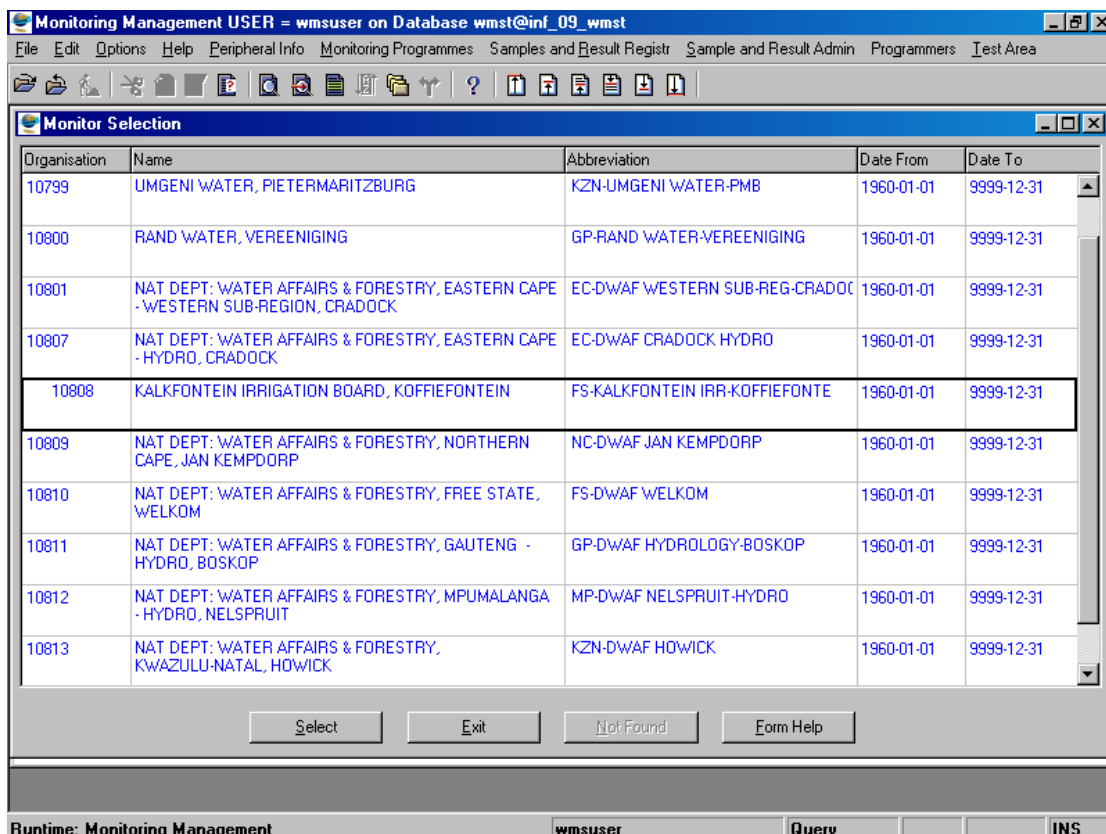 Monitoring Management USER = wmsuser on Database wmst@inf_09_wmst
File Edit Options Help Peripheral Info Monitoring Programmes Samples and Result Registr Sample and Result Admin Programmers Test Area
Monitor Selection
Organisation Name Abbreviation Date From Date To
10799 UMGENI WATER, PIETERMARITZBURG KZN-UMGENI WATER-PMB 1960-01-01 9999-12-31
10800 RAND WATER, VEREENIGING GP-RAND WATER-VEREENIGING 1960-01-01 9999-12-31
10801 NAT DEPT: WATER AFFAIRS & FORESTRY, EASTERN CAPE EC-DWAF WESTERN SUB-REG-CRADOC 1960-01-01 9999-12-31
- WESTERN SUB-REGION, CRADOCK
10807 NAT DEPT: WATER AFFAIRS & FORESTRY, EASTERN CAPE EC-DWAF CRADOCK HYDRO 1960-01-01 9999-12-31
- HYDRO, CRADOCK
10808 KALKFONTEIN IRRIGATION BOARD, KOFFIEFONTEIN FS-KALKFONTEIN IRR-KOFFIEFONTE 1960-01-01 9999-12-31
10809 NAT DEPT: WATER AFFAIRS & FORESTRY, NORTHERN NC-DWAF JAN KEMPDORP 1960-01-01 9999-12-31
CAPE, JAN KEMPDORP
10810 NAT DEPT: WATER AFFAIRS & FORESTRY, FREE STATE, FS-DWAF WELKOM 1960-01-01 9999-12-31
WELKOM
10811 NAT DEPT: WATER AFFAIRS & FORESTRY, GAUTENG - GP-DWAF HYDROLOGY-BOSKOP 1960-01-01 9999-12-31
HYDRO, BOSKOP
10812 NAT DEPT: WATER AFFAIRS & FORESTRY, MPUMALANGA MP-DWAF NELSPRUIT-HYDRO 1960-01-01 9999-12-31
- HYDRO, NELSPRUIT
10813 NAT DEPT: WATER AFFAIRS & FORESTRY, KZN-DWAF HOWICK 1960-01-01 9999-12-31
KWAZULU-NATAL, HOWICK
Select Exit Not Found Form Help
Runtime: Monitoring Management wmsuser Query INS